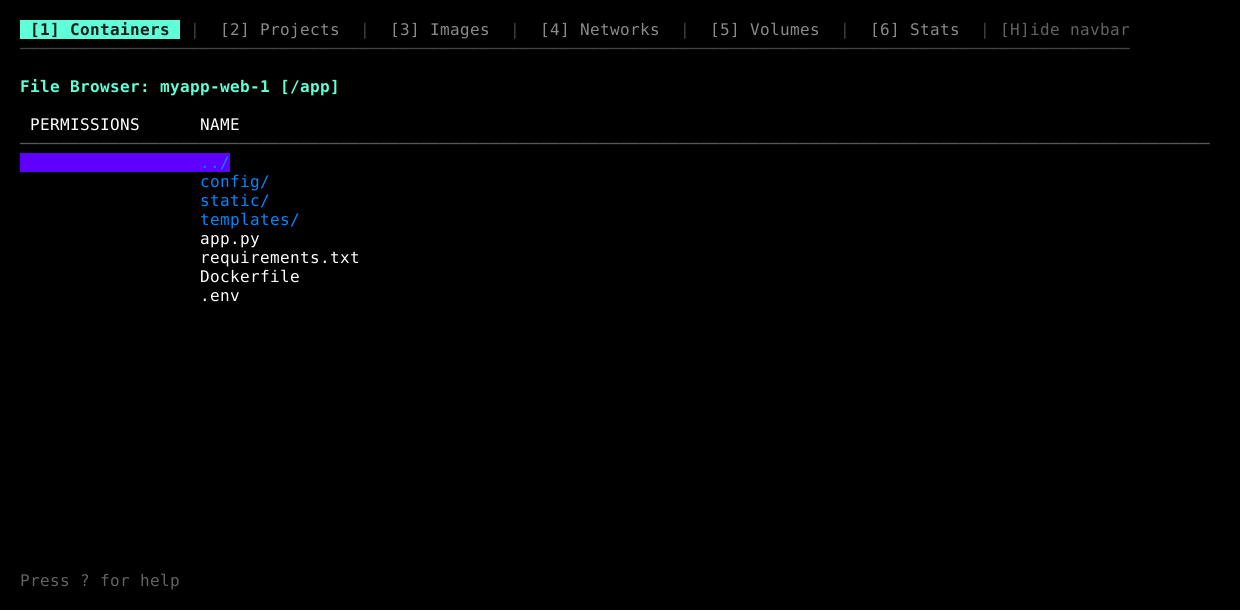 [1] Containers | [2] Projects | [3] Images | [4] Networks | [5] Volumes | [6] Stats | [H]ide navbar
File Browser: myapp-web-1 [/app]
PERMISSIONS NAME
../
config/
static/
templates/
app.py
requirements.txt
Dockerfile
.env
Press ? for help